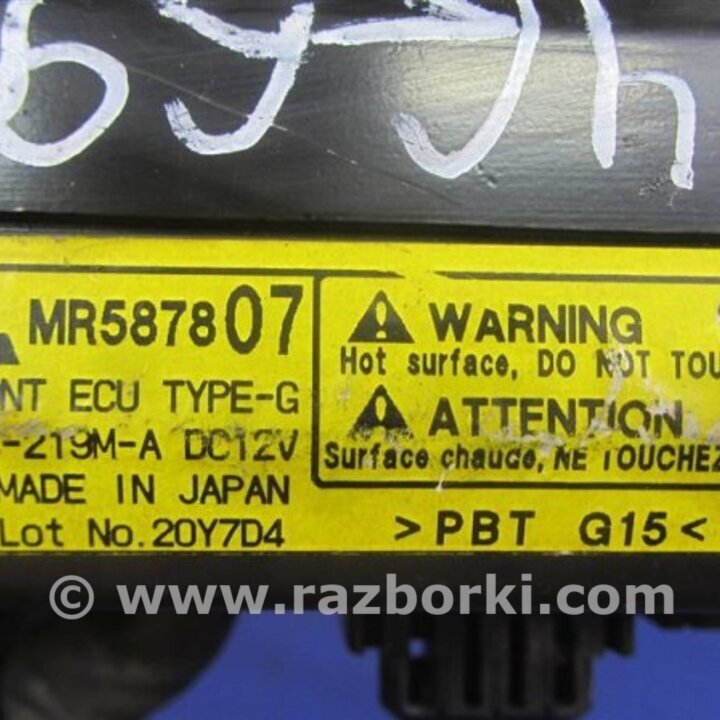 MR587807
NT ECU TYPE-G
-219M-A DC12V
MADE IN JAPAN
Lot No.20Y7D4
WARNING
Hot surface, DO NOT TOU
ATTENTION
Surface chaude, NE TOUCHEZ
>PBT G15<
© www.razborki.com